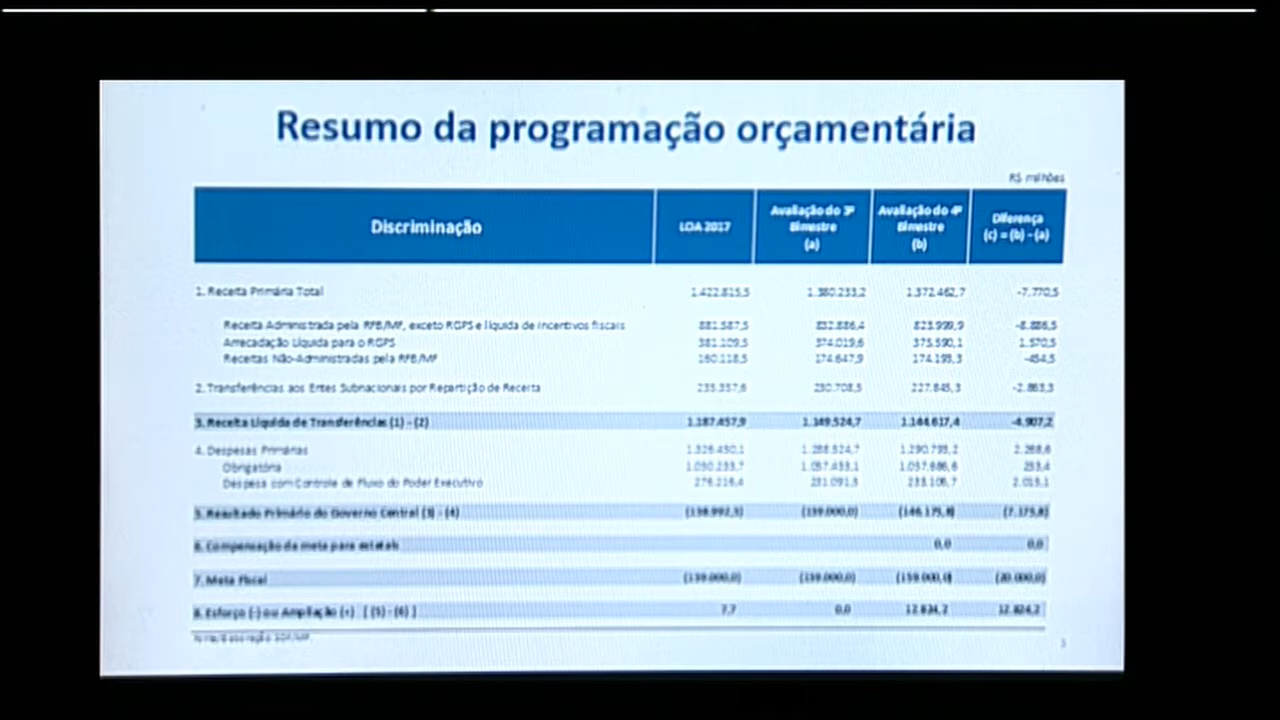 Resumo da programação orçamentária
R$ milhões
Discriminação LOA 2017 Avaliação do 3º Bimestre (a) Avaliação do 4º Bimestre (b) Diferença (c) = (b) - (a)
1. Receita Primária Total 1.422.815,5 1.380.233,2 1.372.462,7 -7.770,5
Receita Administrada pela RFB/MF, exceto RGPS e líquida de incentivos fiscais 881.587,5 823.999,9 -8.886,5
Arrecadação Líquida para o RGPS 381.109,5 374.019,6 375.590,1 1.570,5
Receitas Não-Administradas pela RFB/MF 160.118,5 174.647,9 174.193,3 -454,5
2. Transferências aos Entes Subnacionais por Repartição de Receita 235.357,6 230.708,5 227.845,3 -2.863,3
3. Receita Líquida de Transferências (1) - (2) 1.187.457,9 1.149.524,7 1.144.617,4 -4.907,2
4. Despesas Primárias 1.326.450,1 1.288.524,7 1.290.793,2 2.268,6
Obrigatória 1.050.233,7 1.057.433,1 1.057.686,6 253,4
Despesa com Controle de Fluxo do Poder Executivo 276.216,4 231.091,5 233.106,7 2.015,1
5. Resultado Primário do Governo Central (3) - (4) (138.992,3) (139.000,0) (146.175,8) (7.175,8)
6. Compensação da meta para estatais 0,0 0,0
7. Meta Fiscal (139.000,0) (139.000,0) (159.000,0) (20.000,0)
8. Esforço (-) ou Ampliação (+) [ (5) - (6) ] 7,7 0,0 12.824,2 12.824,2
3